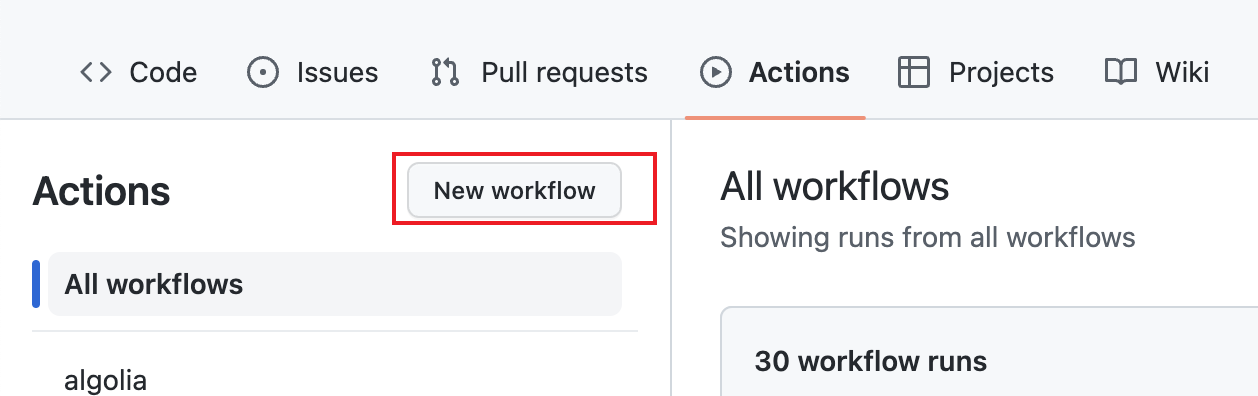 Code Issues Pull requests Actions Projects Wiki
Actions
New workflow
All workflows
algolia
All workflows
Showing runs from all workflows
30 workflow runs